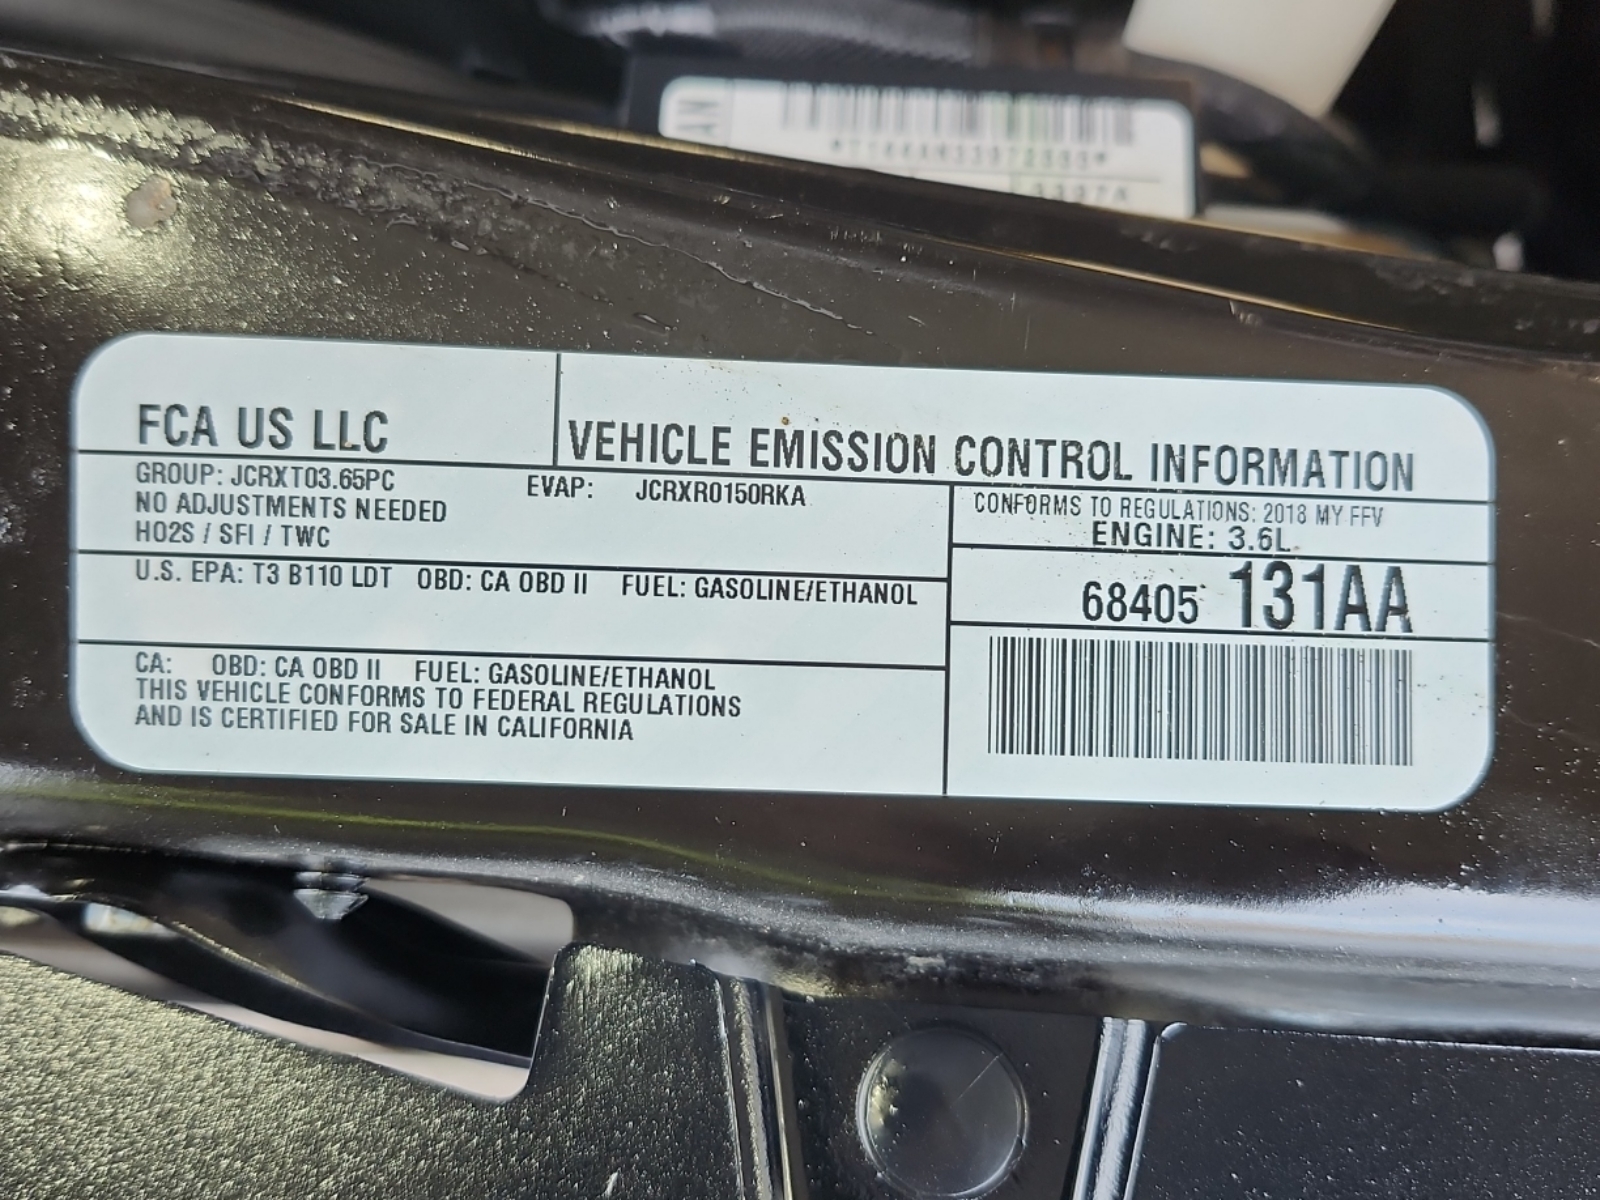 FCA US LLC
VEHICLE EMISSION CONTROL INFORMATION
GROUP: JCRXT03.65PC
EVAP: JCRXR0150RKA
NO ADJUSTMENTS NEEDED
HO2S / SFI / TWC
CONFORMS TO REGULATIONS: 2018 MY FFV
ENGINE: 3.6L
U.S. EPA: T3 B110 LDT OBD: CA OBD II FUEL: GASOLINE/ETHANOL
68405 131AA
CA: OBD: CA OBD II FUEL: GASOLINE/ETHANOL
THIS VEHICLE CONFORMS TO FEDERAL REGULATIONS
AND IS CERTIFIED FOR SALE IN CALIFORNIA